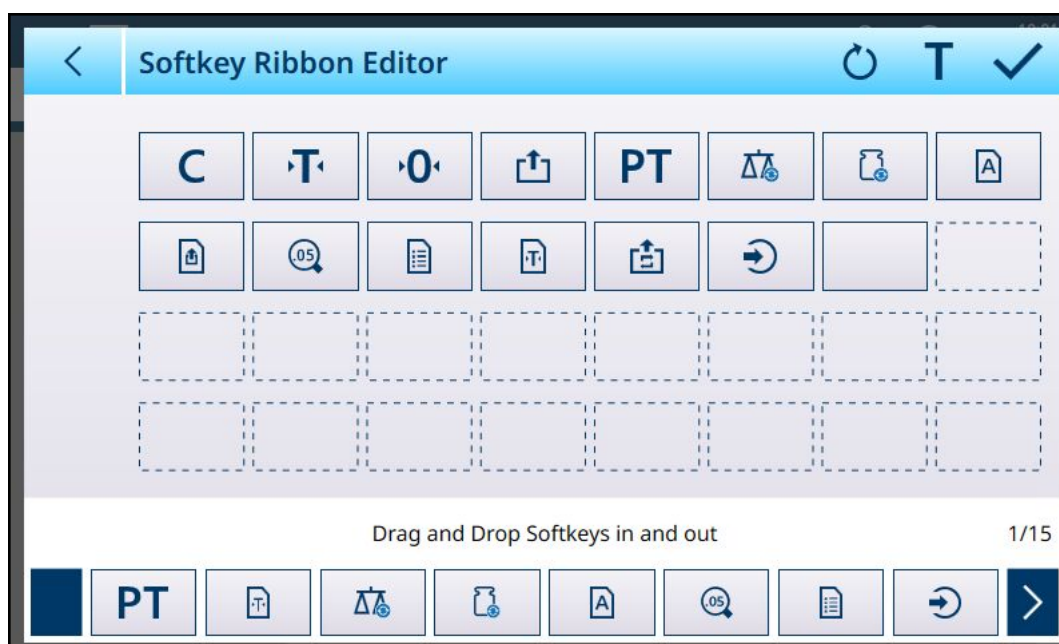 Softkey Ribbon Editor T
C T 0 PT A
.05 T
Drag and Drop Softkeys in and out 1/15
PT T A .05